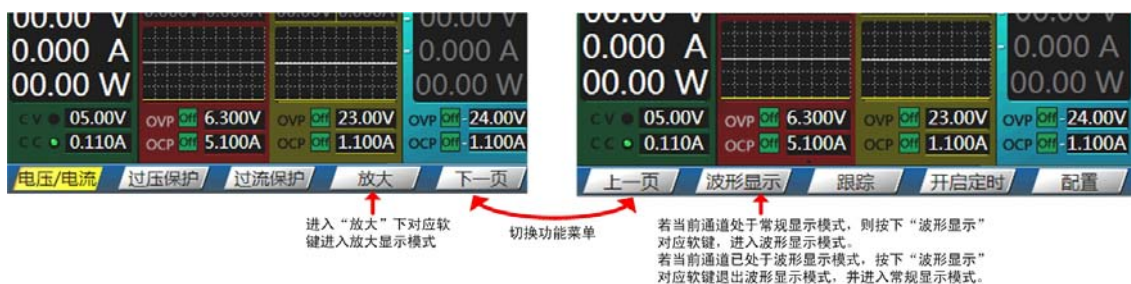 00.00 V
0.000 A
00.00 W
CV 05.00V
CC 0.110A
OVP Off 6.300V
OCP Off 5.100A
OVP Off 23.00V
OCP Off 1.100A
00.00 V
0.000 A
00.00 W
OVP Off -24.00V
OCP Off -1.100A
电压/电流 过压保护 过流保护 放大 下一页
进入“放大”下对应软
键进入放大显示模式
切换功能菜单
00.00 V
0.000 A
00.00 W
CV 05.00V
CC 0.110A
OVP Off 6.300V
OCP Off 5.100A
OVP Off 23.00V
OCP Off 1.100A
00.00 V
- 0.000 A
00.00 W
OVP Off -24.00V
OCP Off -1.100A
上一页 波形显示 跟踪 开启定时 配置
若当前通道处于常规显示模式，则按下“波形显示”
对应软键，进入波形显示模式。
若当前通道已处于波形显示模式，按下“波形显示”
对应软键退出波形显示模式，并进入常规显示模式。